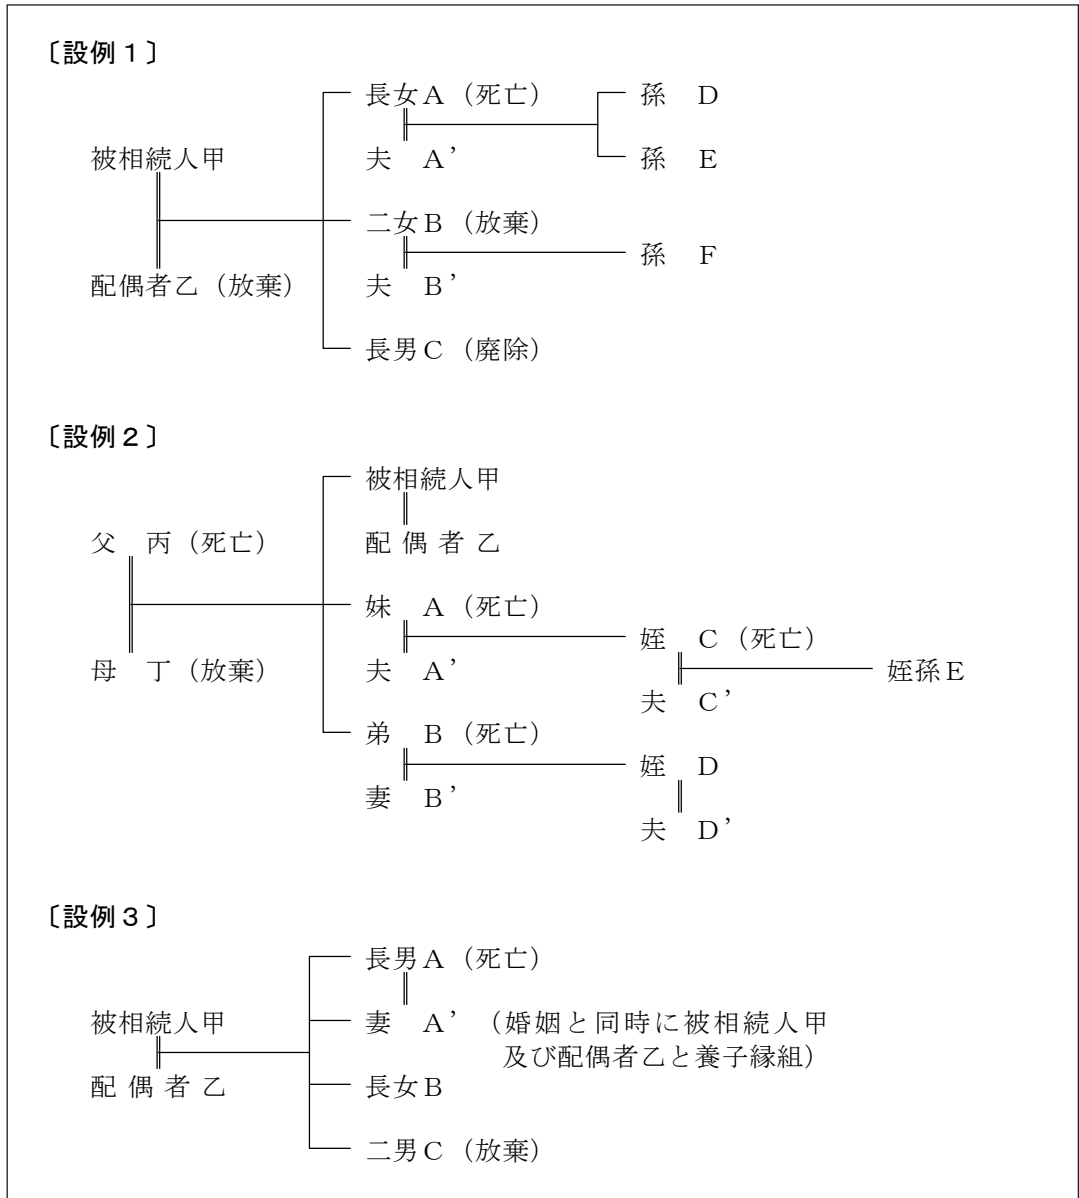 〔設例１〕
長女Ａ（死亡）　孫　Ｄ
被相続人甲　夫　Ａ’　孫　Ｅ
二女Ｂ（放棄）
孫　Ｆ
配偶者乙（放棄）　夫　Ｂ’
長男Ｃ（廃除）
〔設例２〕
被相続人甲
父　丙（死亡）　配偶者乙
妹　Ａ（死亡）
姪　Ｃ（死亡）
母　丁（放棄）　夫　Ａ’　姪孫Ｅ
夫　Ｃ’
弟　Ｂ（死亡）
姪　Ｄ
妻　Ｂ’
夫　Ｄ’
〔設例３〕
長男Ａ（死亡）
被相続人甲　妻　Ａ’（婚姻と同時に被相続人甲
及び配偶者乙と養子縁組）
配偶者乙　長女Ｂ
二男Ｃ（放棄）